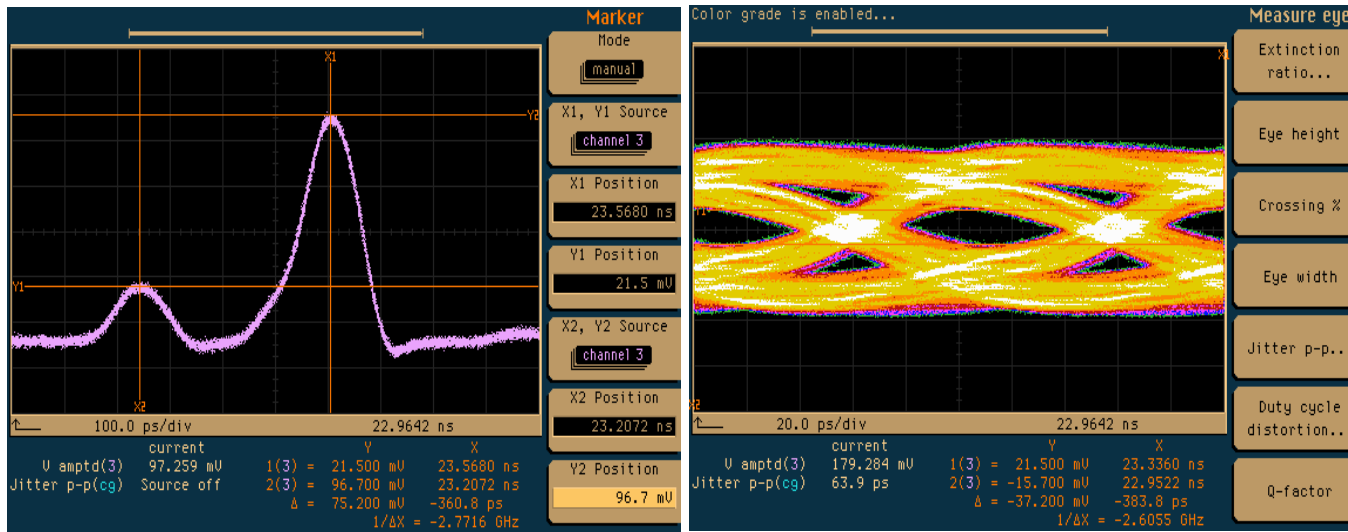 Marker
Mode
manual
X1, Y1 Source
channel 3
X1 Position
23.5680 ns
Y1 Position
21.5 mV
X2, Y2 Source
channel 3
X2 Position
23.2072 ns
Y2 Position
96.7 mV
X1
Y2
Y1
X2
100.0 ps/div 22.9642 ns
current Y X
V amptd(3) 97.259 mV 1(3) = 21.500 mV 23.5680 ns
Jitter p-p(cg) Source off 2(3) = 96.700 mV 23.2072 ns
Δ = 75.200 mV -360.8 ps
1/ΔX = -2.7716 GHz
Color grade is enabled...
Measure eye
Extinction
ratio...
Eye height
Crossing %
Eye width
Jitter p-p..
Duty cycle
distortion..
Q-factor
X1
Y1
X2
20.0 ps/div 22.9642 ns
current Y X
V amptd(3) 179.284 mV 1(3) = 21.500 mV 23.3360 ns
Jitter p-p(cg) 63.9 ps 2(3) = -15.700 mV 22.9522 ns
Δ = -37.200 mV -383.8 ps
1/ΔX = -2.6055 GHz